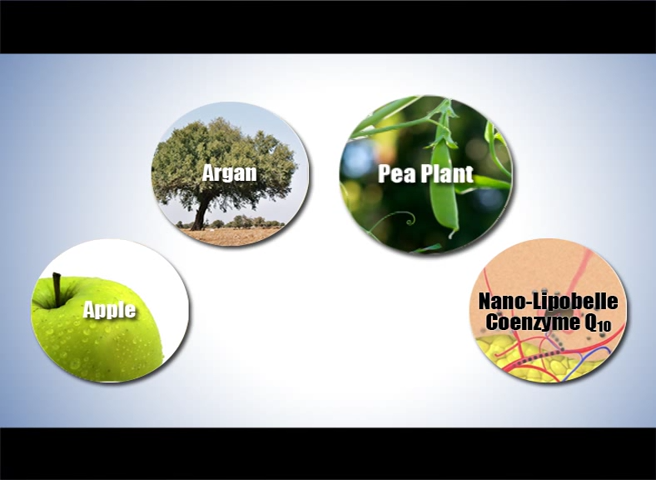 Argan
Pea Plant
Apple
Nano-Lipobelle
Coenzyme Q₁₀